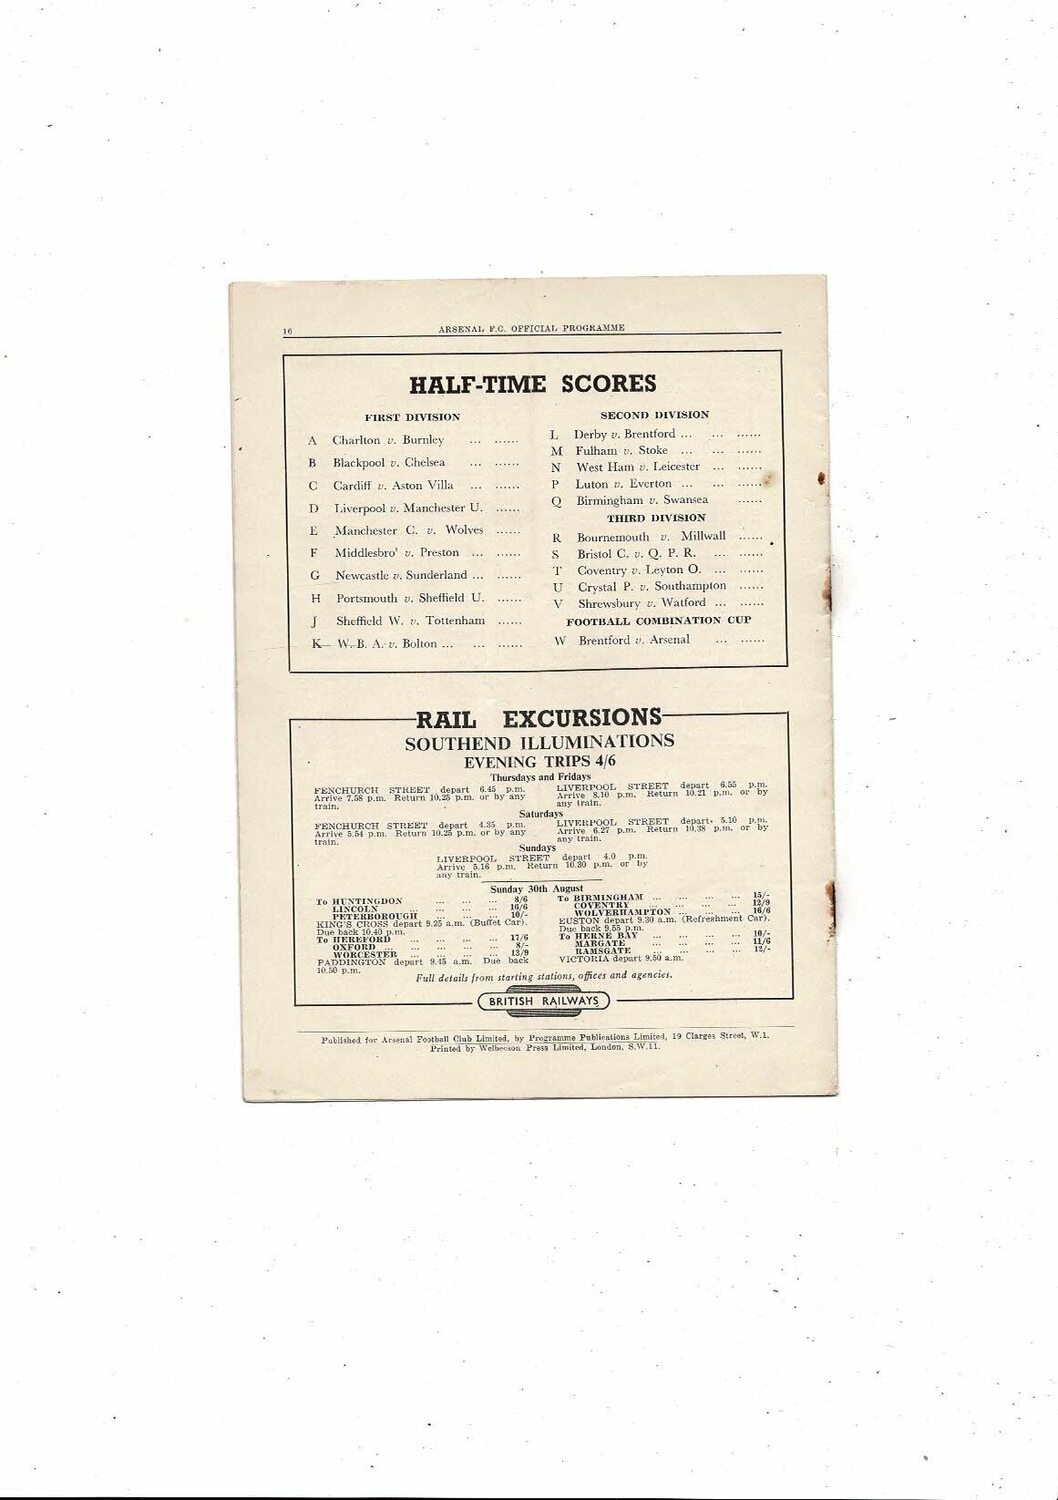 16
ARSENAL F.C. OFFICIAL PROGRAMME
HALF-TIME SCORES
FIRST DIVISION
A Charlton v. Burnley ... ......
B Blackpool v. Chelsea ... ......
C Cardiff v. Aston Villa ... ......
D Liverpool v. Manchester U. ......
E Manchester C. v. Wolves ......
F Middlesbro' v. Preston ... ......
G Newcastle v. Sunderland ... ......
H Portsmouth v. Sheffield U. ......
J Sheffield W. v. Tottenham ......
K W. B. A. v. Bolton ... ... ......
SECOND DIVISION
L Derby v. Brentford ... ... ......
M Fulham v. Stoke ... ... ......
N West Ham v. Leicester ... ......
P Luton v. Everton ... ... ......
Q Birmingham v. Swansea ......
THIRD DIVISION
R Bournemouth v. Millwall ......
S Bristol C. v. Q. P. R. ... ......
T Coventry v. Leyton O. ... ......
U Crystal P. v. Southampton ......
V Shrewsbury v. Watford ... ......
FOOTBALL COMBINATION CUP
W Brentford v. Arsenal ... ......
RAIL EXCURSIONS
SOUTHEND ILLUMINATIONS
EVENING TRIPS 4/6
Thursdays and Fridays
FENCHURCH STREET depart 6.45 p.m.
Arrive 7.58 p.m. Return 10.25 p.m. or by any
train.
LIVERPOOL STREET depart 6.55 p.m.
Arrive 8.10 p.m. Return 10.21 p.m. or by
any train.
Saturdays
FENCHURCH STREET depart 4.35 p.m.
Arrive 5.54 p.m. Return 10.25 p.m. or by any
train.
LIVERPOOL STREET depart 5.10 p.m.
Arrive 6.27 p.m. Return 10.38 p.m. or by
any train.
Sundays
LIVERPOOL STREET depart 4.0 p.m.
Arrive 5.16 p.m. Return 10.30 p.m. or by
any train.
Sunday 30th August
To HUNTINGDON ... ... ... 8/6
LINCOLN ... ... ... ... 16/6
PETERBOROUGH ... ... ... 10/-
KING'S CROSS depart 9.25 a.m. (Buffet Car).
Due back 10.40 p.m.
To HEREFORD ... ... ... ... 17/6
OXFORD ... ... ... ... ... 8/-
WORCESTER ... ... ... ... 13/9
PADDINGTON depart 9.45 a.m. Due back
10.50 p.m.
To BIRMINGHAM ... ... ... ... 15/-
COVENTRY ... ... ... ... 12/9
WOLVERHAMPTON ... ... ... 16/6
EUSTON depart 9.30 a.m. (Refreshment Car).
Due back 9.55 p.m.
To HERNE BAY ... ... ... ... 10/-
MARGATE ... ... ... ... 11/6
RAMSGATE ... ... ... ... 12/-
VICTORIA depart 9.50 a.m.
Full details from starting stations, offices and agencies.
BRITISH RAILWAYS
Published for Arsenal Football Club Limited, by Programme Publications Limited, 19 Clarges Street, W.1.
Printed by Welbecson Press Limited, London, S.W.11.